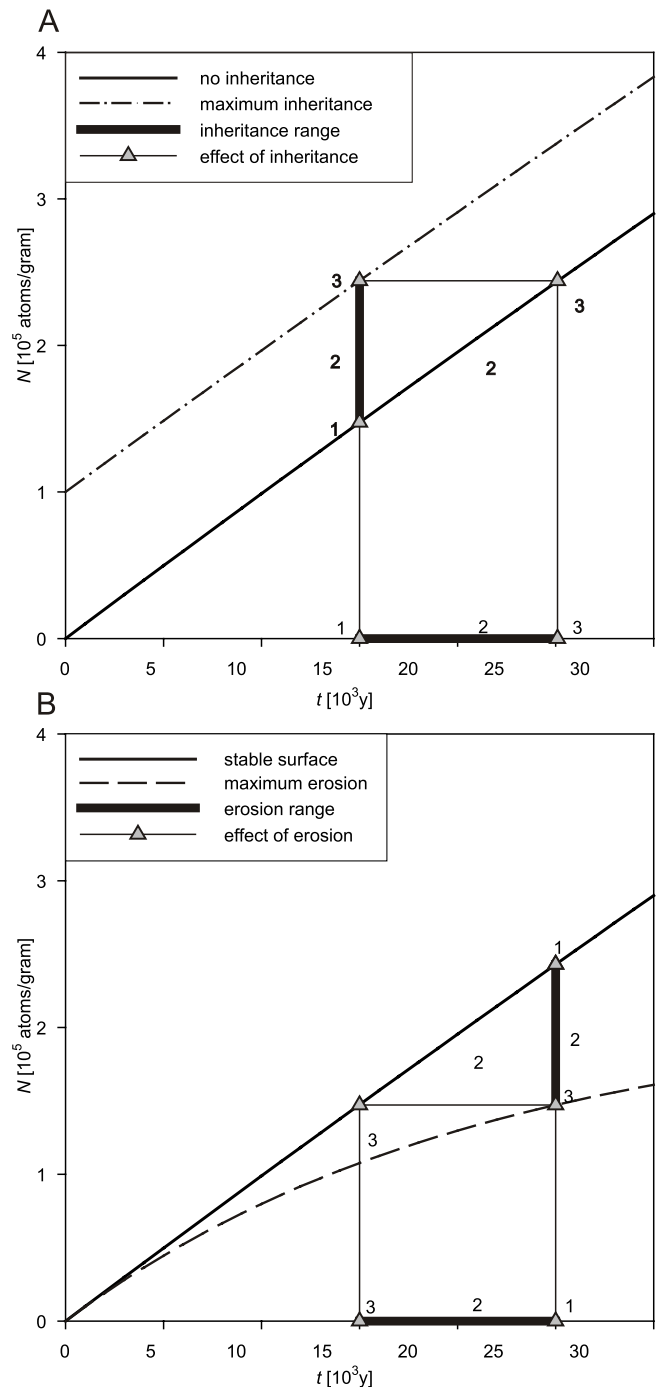 A
4
no inheritance
maximum inheritance
inheritance range
effect of inheritance
3
3
3
2
2
2
1
1
1
2
3
0
0 5 10 15 20 25 30
N [10⁵ atoms/gram]
t [10³y]
B
4
stable surface
maximum erosion
erosion range
effect of erosion
3
1
2
2
2
3
3
1
3
2
1
0
0 5 10 15 20 25 30
N [10⁵ atoms/gram]
t [10³y]